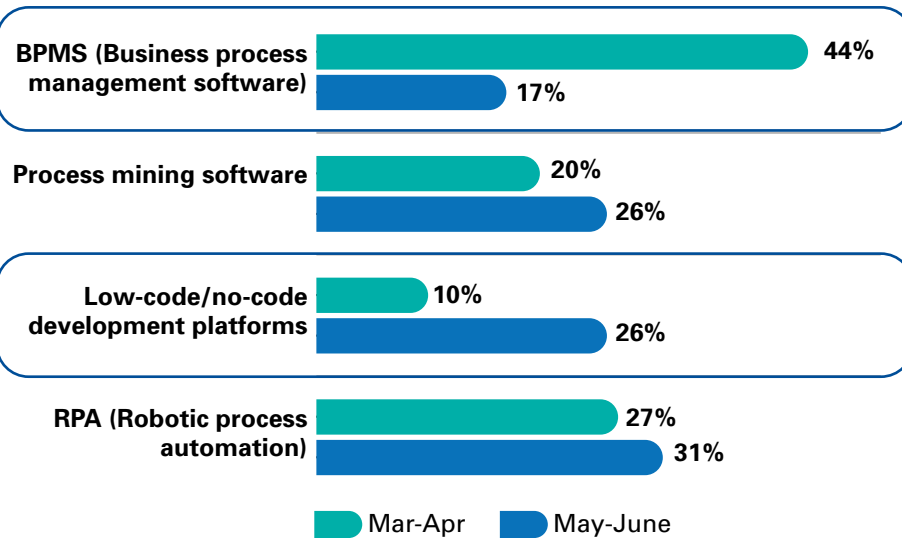 BPMS (Business process
management software)
44%
17%
Process mining software
20%
26%
Low-code/no-code
development platforms
10%
26%
RPA (Robotic process
automation)
27%
31%
Mar-Apr
May-June